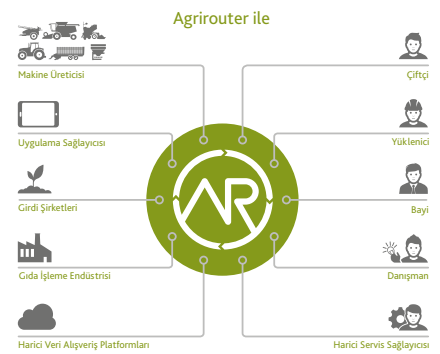 Agrirouter ile
Makine Üreticisi
Çiftçi
Uygulama Sağlayıcısı
Yüklenici
AR
Girdi Şirketleri
Bayi
Gıda İşleme Endüstrisi
Danışman
Harici Veri Alışveriş Platformları
Harici Servis Sağlayıcısı